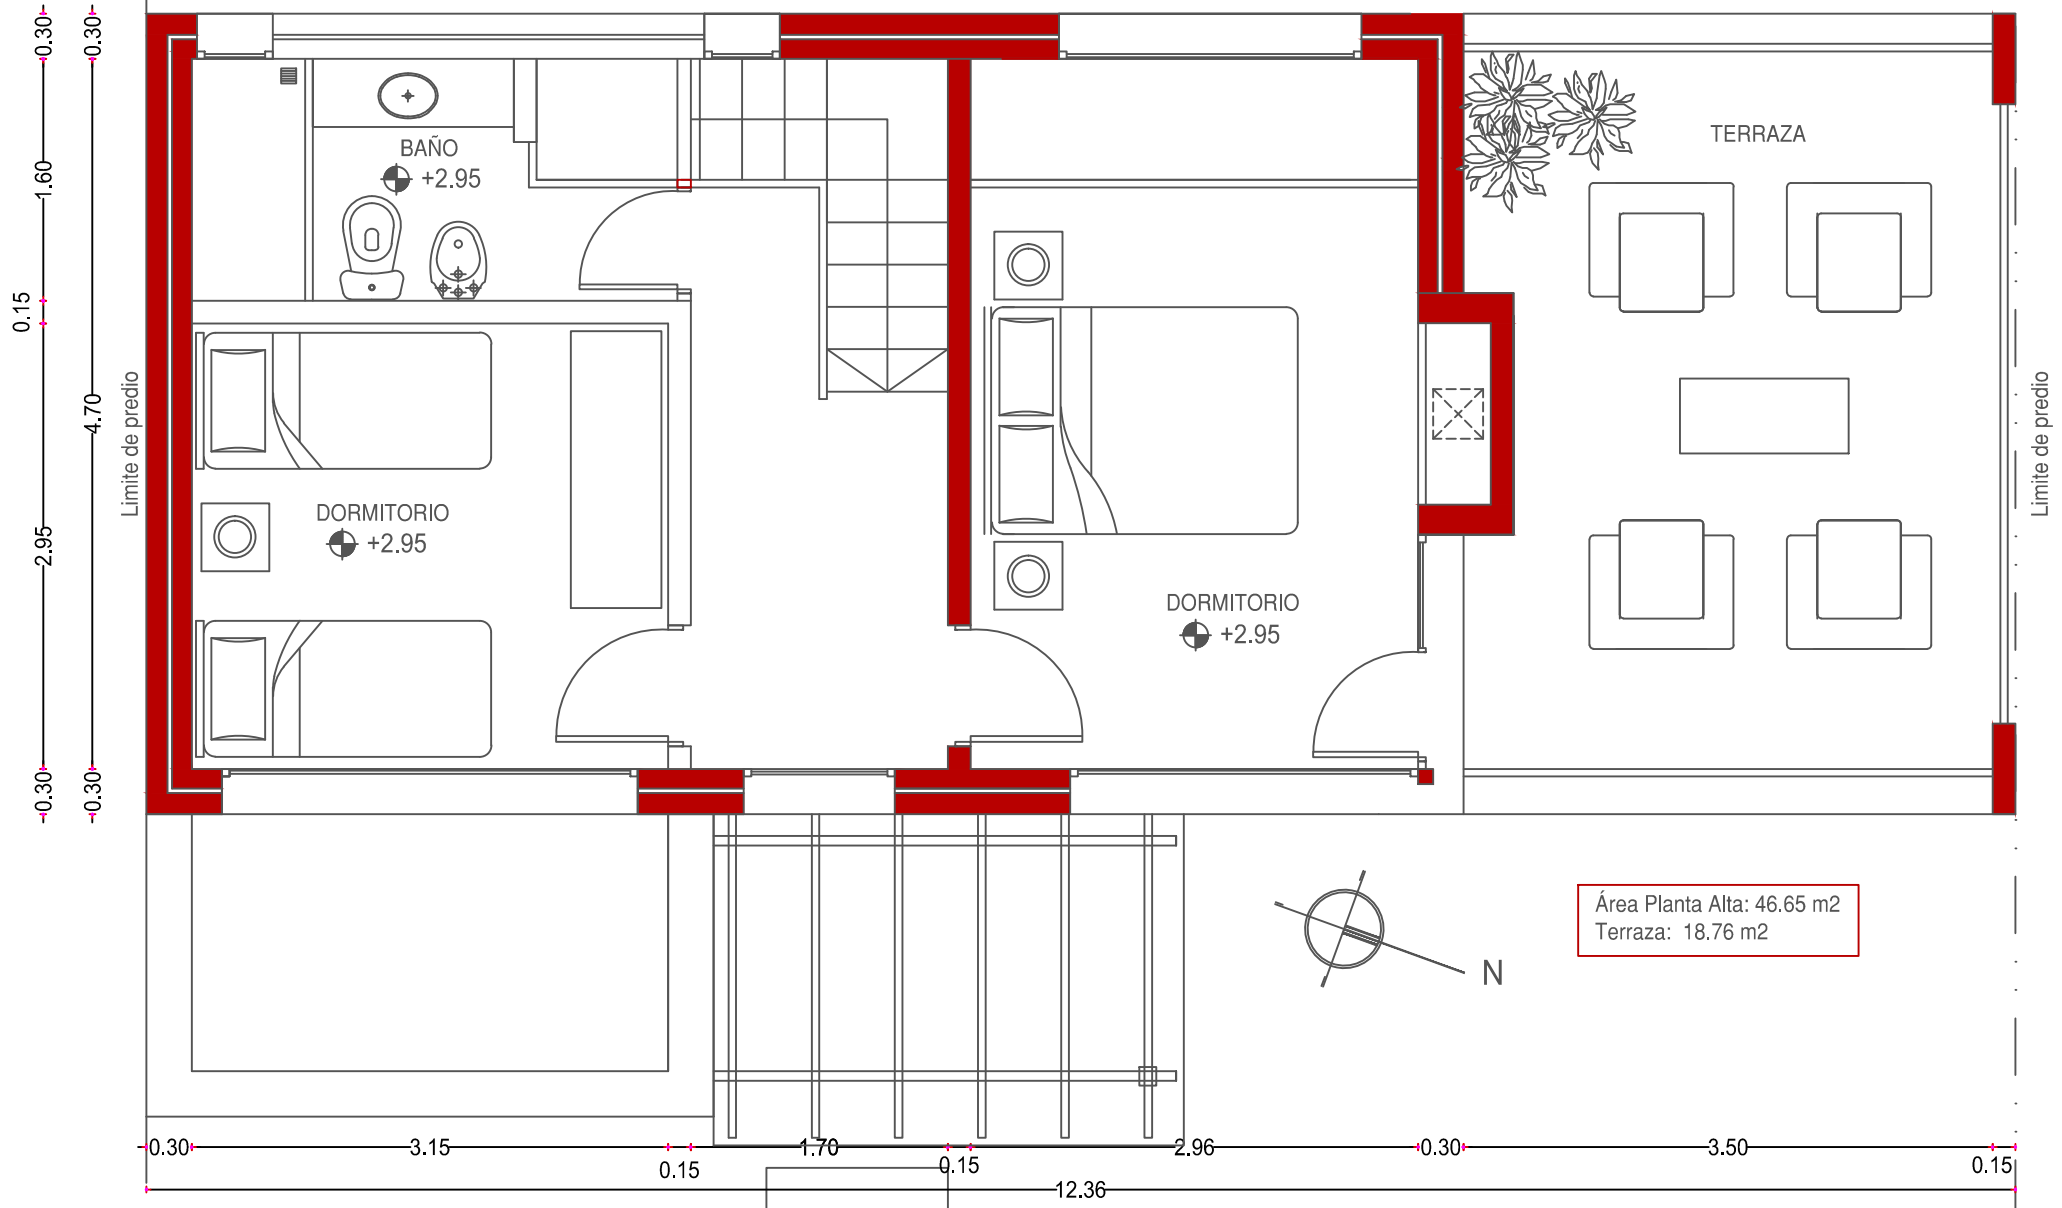 0.30
0.30
1.60
0.15
4.70
2.95
0.30
0.30
Limite de predio
BAÑO
+2.95
DORMITORIO
+2.95
DORMITORIO
+2.95
TERRAZA
Limite de predio
N
Área Planta Alta: 46.65 m2
Terraza: 18.76 m2
0.30
3.15
0.15
1.70
0.15
2.96
0.30
3.50
0.15
12.36